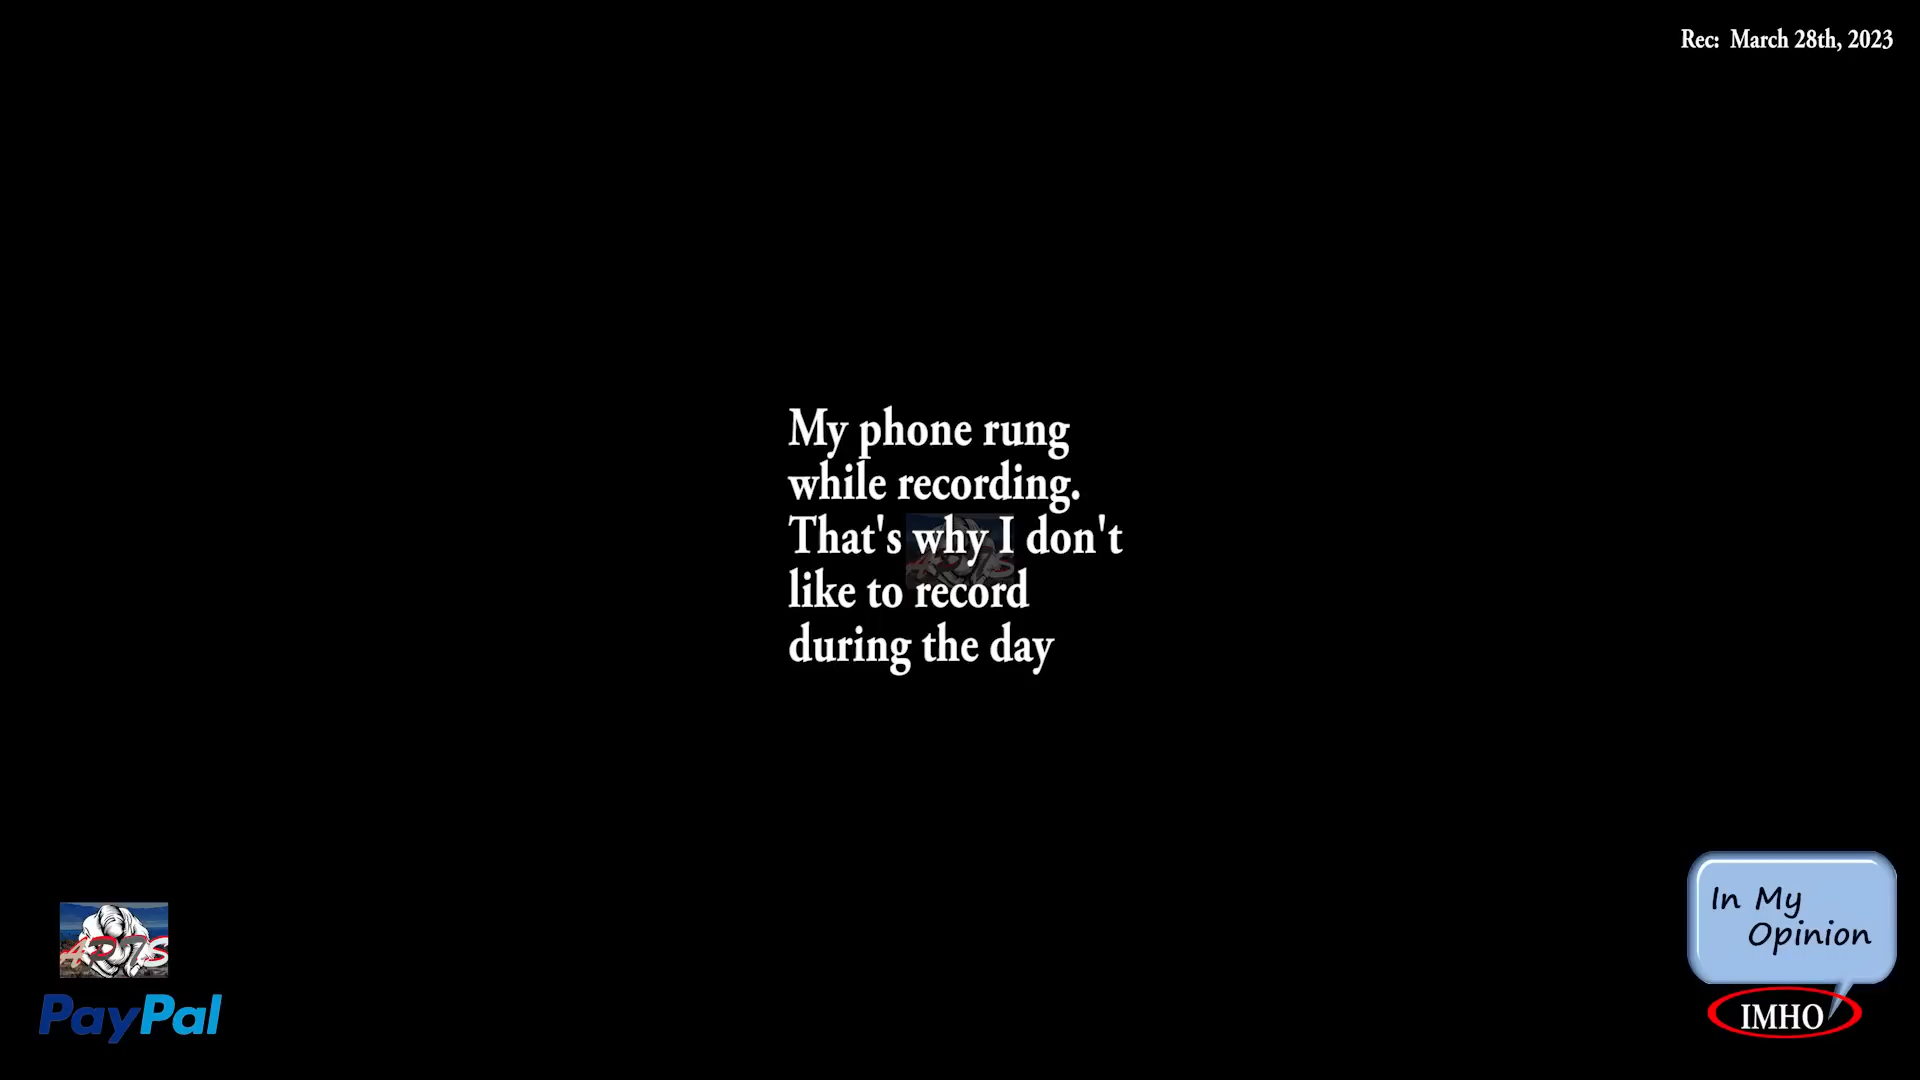 Rec: March 28th, 2023
My phone rung
while recording.
That's why I don't
like to record
during the day
In My
Opinion
IMHO
PayPal